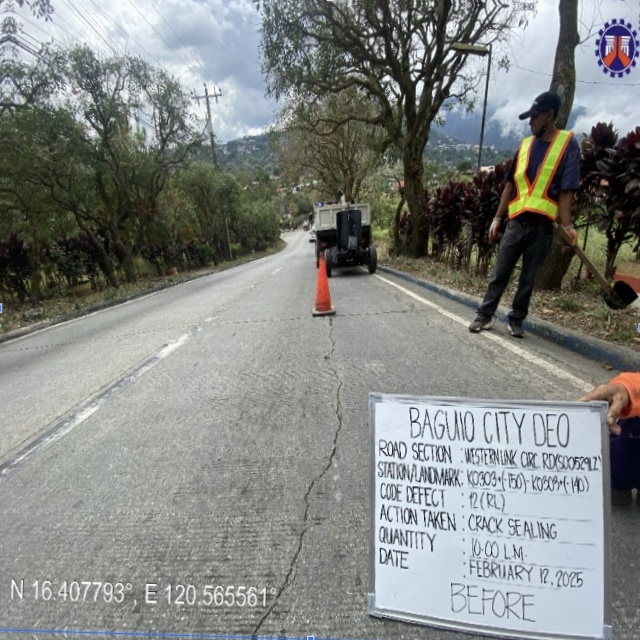 BAGUIO CITY DEO
ROAD SECTION : WESTERN LINK CIRC RD(S00529LZ)
STATION/LANDMARK: K0303+(-150)-K0303+(-140)
CODE DEFECT : 12 (RL)
ACTION TAKEN : CRACK SEALING
QUANTITY : 10.00 L.M.
DATE : FEBRUARY 12, 2025
BEFORE
N 16.407793°, E 120.565561°